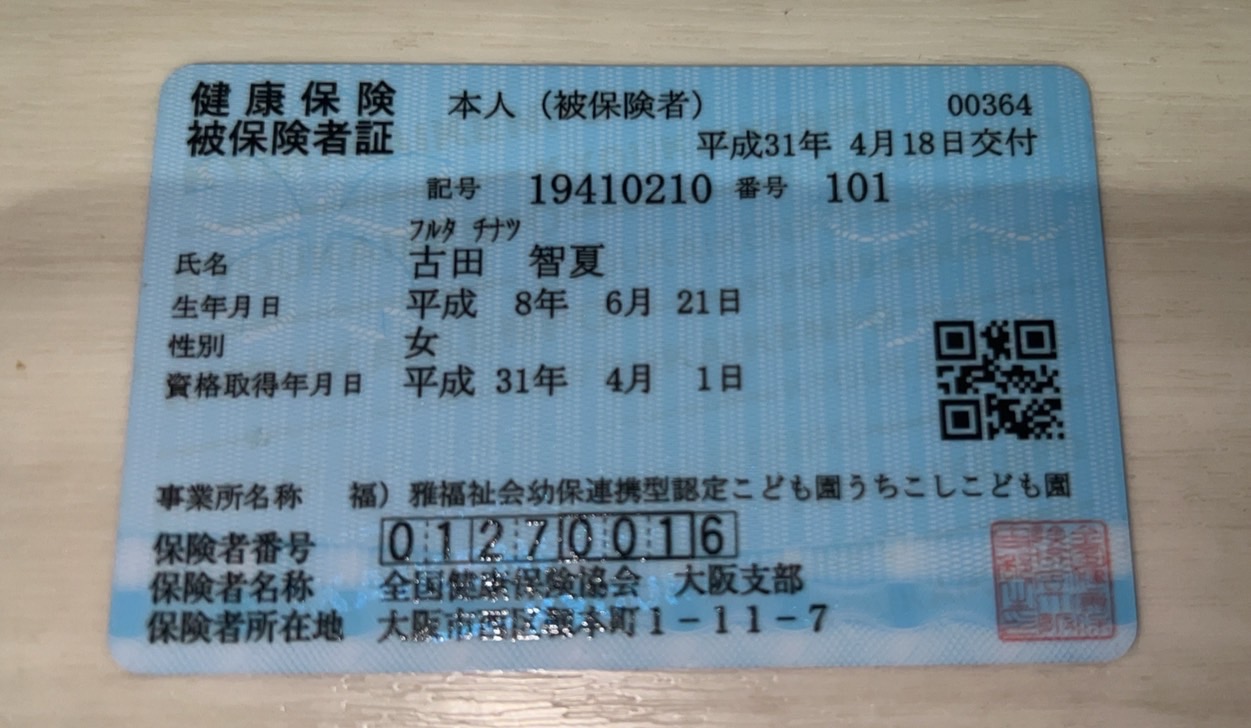 健康保険 本人（被保険者） 00364
被保険者証 平成31年 4月18日交付
記号 19410210 番号 101
フルタ チナツ
氏名 古田 智夏
生年月日 平成 8年 6月 21日
性別 女
資格取得年月日 平成 31年 4月 1日
事業所名称 福）雅福祉会幼保連携型認定こども園うちこしこども園
保険者番号 01270016
保険者名称 全国健康保険協会 大阪支部
保険者所在地 大阪市西区靱本町1－11－7